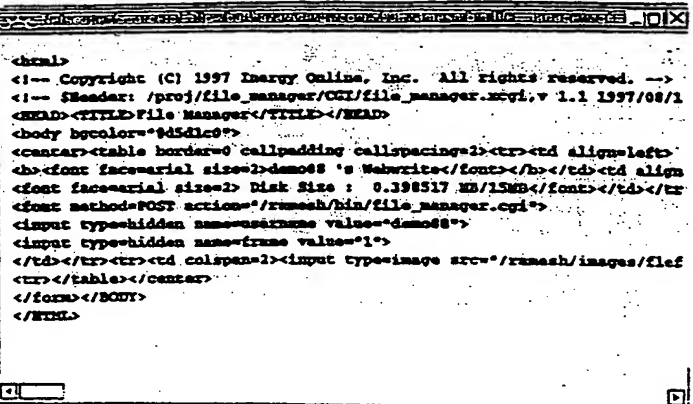 <html>
<!-- Copyright (C) 1997 Inergy Online, Inc. All rights reserved. -->
<!-- $Header: /proj/file_manager/CGI/file_manager.xcgi,v 1.1 1997/08/1
<HEAD><TITLE>File Manager</TITLE></HEAD>
<body bgcolor="#d5d1c0">
<center><table border=0 cellpadding cellspacing=2><tr><td align=left>
<b><font face=arial size=2>demo88 's Webwrite</font></b></td><td align
<font face=arial size=2> Disk Size : 0.398517 MB/15MB</font></td></tr
<font method=POST action="/ramesh/bin/file_manager.cgi">
<input type=hidden name=username value="demo88">
<input type=hidden name=frame value="1">
</td></tr><tr><td colspan=2><input type=image src="/ramesh/images/flef
<tr></table></center>
</form></BODY>
</HTML>